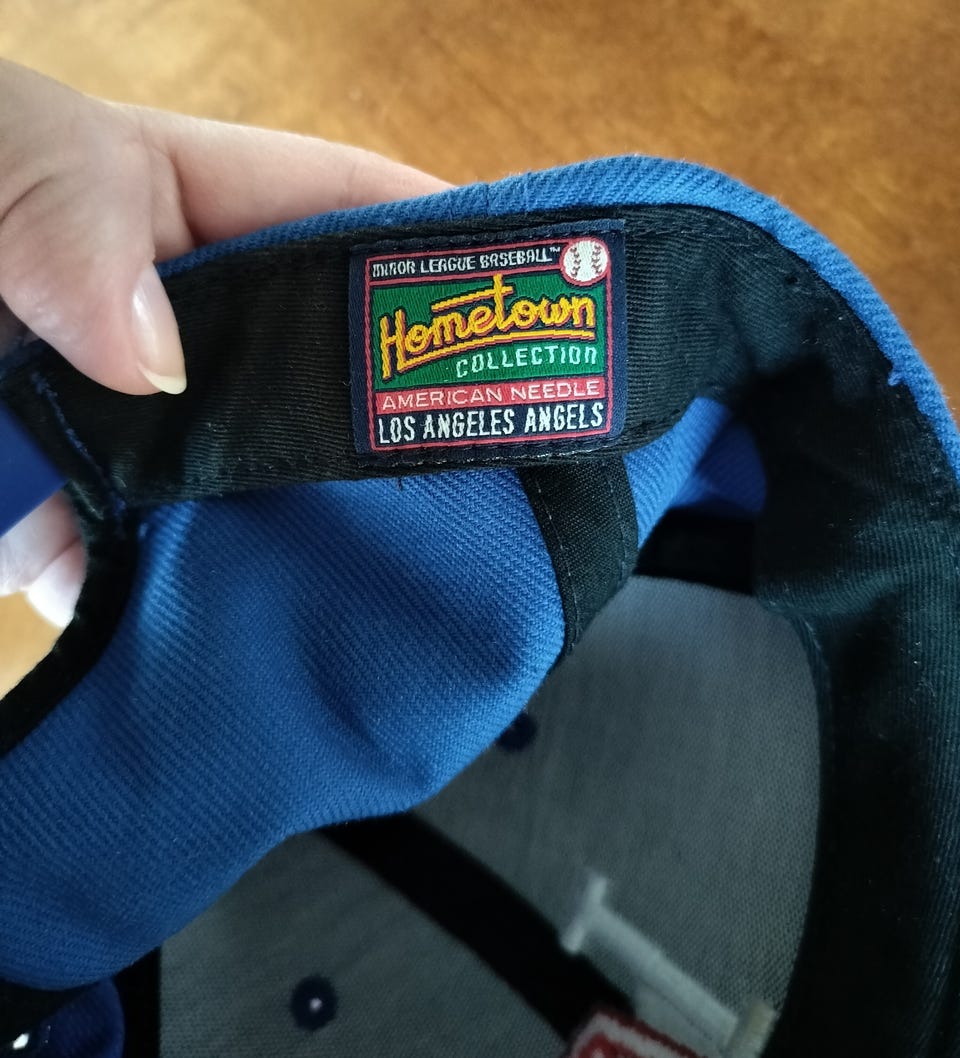 MINOR LEAGUE BASEBALL™
Hometown
COLLECTION
AMERICAN NEEDLE
LOS ANGELES ANGELS